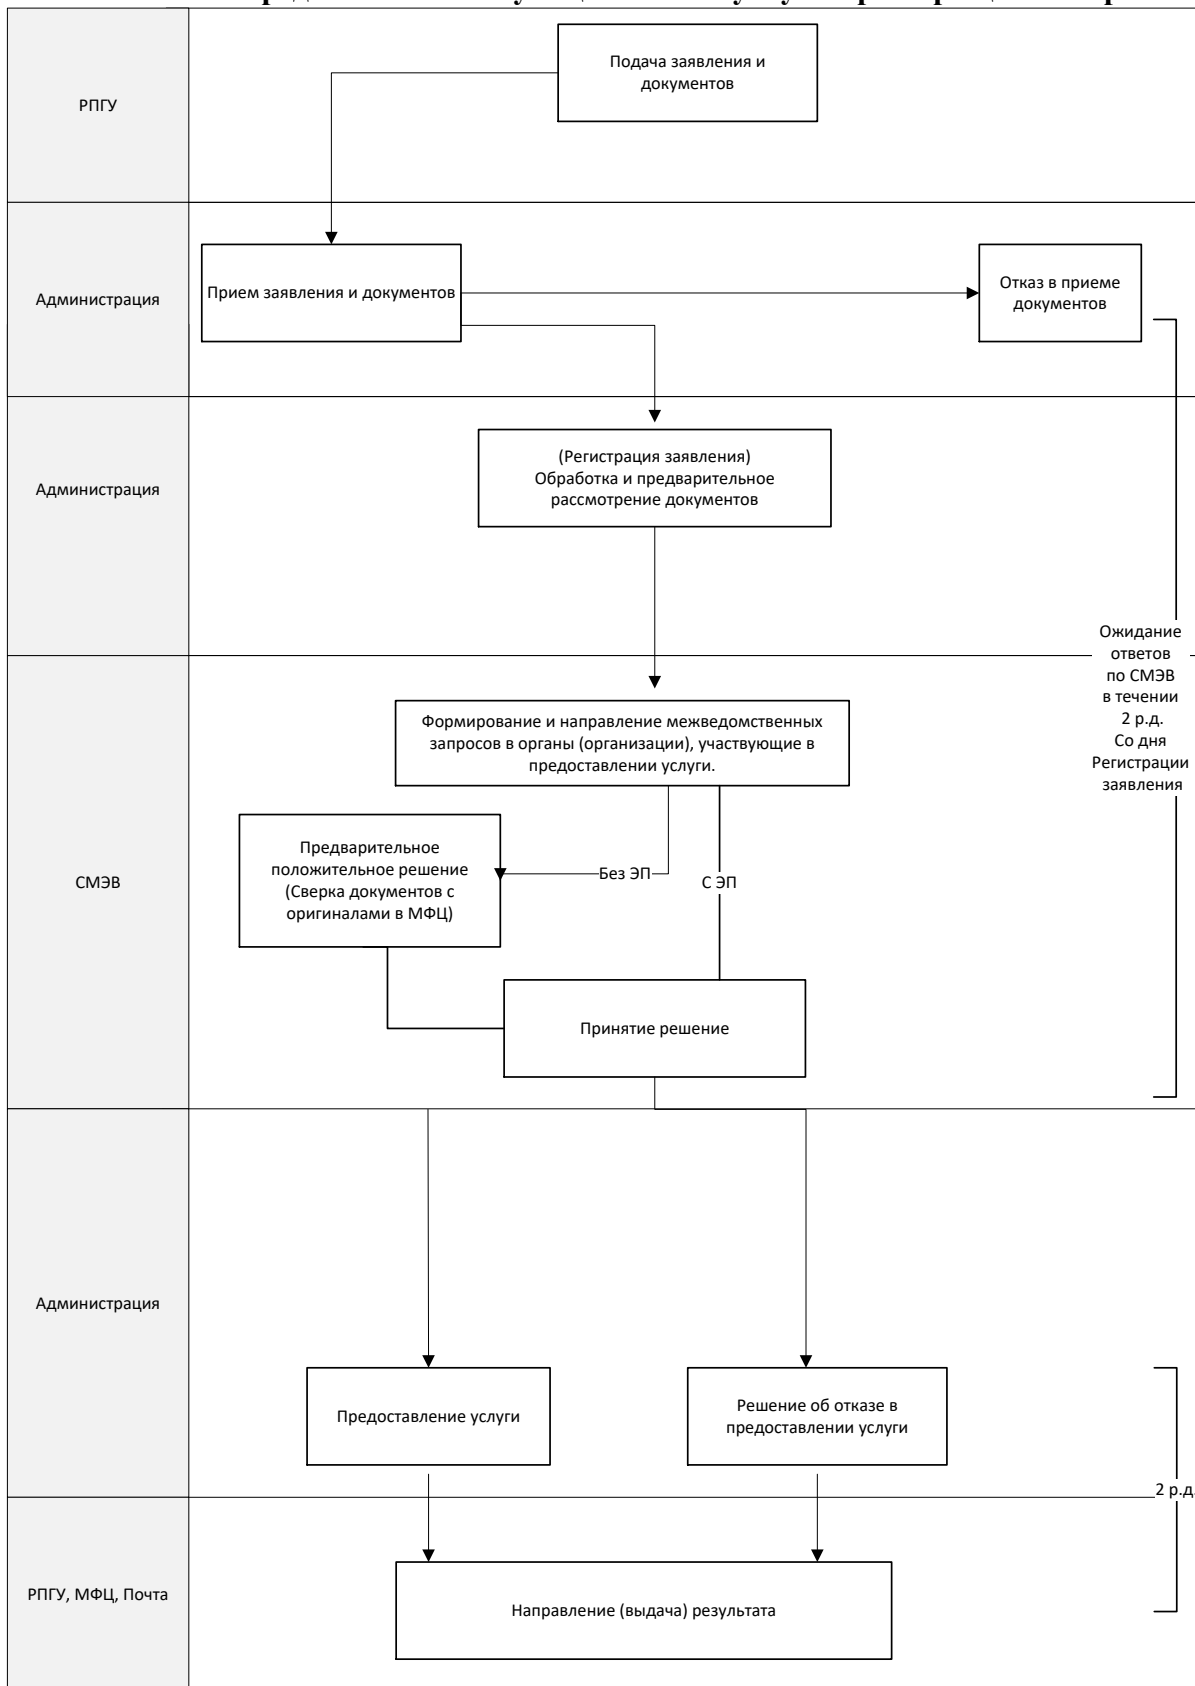 РПГУ
Подача заявления и
документов
Администрация
Прием заявления и документов
Отказ в приеме
документов
Администрация
(Регистрация заявления)
Обработка и предварительное
рассмотрение документов
Ожидание
ответов
по СМЭВ
в течении
2 р.д.
Со дня
Регистрации
заявления
СМЭВ
Формирование и направление межведомственных
запросов в органы (организации), участвующие в
предоставлении услуги.
Предварительное
положительное решение
(Сверка документов с
оригиналами в МФЦ)
Без ЭП
С ЭП
Принятие решение
Администрация
Предоставление услуги
Решение об отказе в
предоставлении услуги
2 р.д.
РПГУ, МФЦ, Почта
Направление (выдача) результата